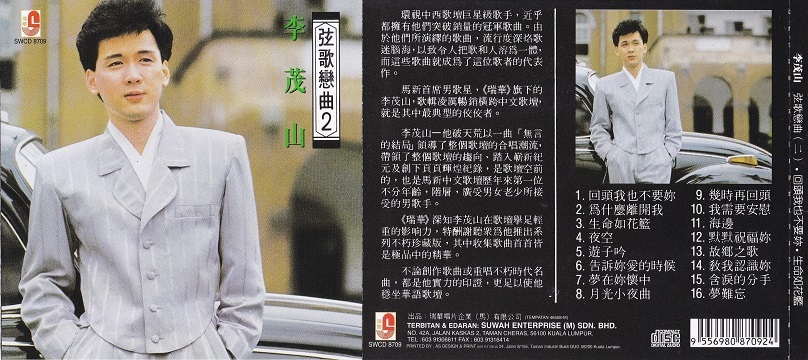 SWCD 8709
李茂山
弦歌戀曲2
SWCD 8709
環視中西歌壇巨星級歌手，近乎
都擁有他們突破銷量的冠軍歌曲。由
於他們所演繹的歌曲，流行度深烙歌
迷腦海，以致令人把歌和人溶爲一體，
而這些歌曲就成爲了這位歌者的代表
作。
馬新首席男歌星，《瑞華》旗下的
李茂山，歌輯凌厲暢銷橫跨中文歌壇，
就是其中最典型的佼佼者。
李茂山一他破天荒以一曲「無言
的結局」領導了整個歌壇的合唱潮流，
帶領了整個歌壇的趨向、踏入嶄新紀
元及創下頁頁輝煌紀錄，是歌壇空前
的，也是馬新中文歌壇歷年來第一位
不分年齡，階層，廣受男女老少所接
受的男歌手。
《瑞華》深知李茂山在歌壇舉足輕
重的影响力，特酬謝聽衆爲他推出系
列不朽珍藏版，其中收集歌曲首首皆
是極品中的精華。
不論創作歌曲或重唱不朽時代名
曲，都是他實力的印證，更足以使他
穩坐華語歌壇。
1. 回頭我也不要妳
2. 爲什麼離開我
3. 生命如花籃
4. 夜空
5. 遊子吟
6. 告訴妳愛的時候
7. 夢在妳懷中
8. 月光小夜曲
9. 幾時再回頭
10. 我需要安慰
11. 海邊
12. 默默祝福妳
13. 故鄉之歌
14. 教我認識妳
15. 含淚的分手
16. 夢難忘
出品：瑞華唱片企業（馬）有限公司
TERBITAN & EDARAN: SUWAH ENTERPRISE (M) SDN. BHD.
NO. 42A, JALAN KASKAS 2, TAMAN CHERAS, 56100 KUALA LUMPUR.
TEL : 603 91306611 FAX : 603 91316414
PRINTED BY : AS DESIGN & PRINT
COMPACT
disc
DIGITAL AUDIO
9 556980 870924
李茂山 弦歌戀曲（二）・回頭我也不要妳・生命如花籃
SWCD 8709